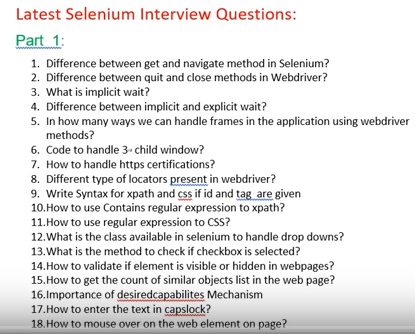 Latest Selenium Interview Questions:
Part 1:
1. Difference between get and navigate method in Selenium?
2. Difference between quit and close methods in Webdriver?
3. What is implicit wait?
4. Difference between implicit and explicit wait?
5. In how many ways we can handle frames in the application using webdriver
methods?
6. Code to handle 3rd child window?
7. How to handle https certifications?
8. Different type of locators present in webdriver?
9. Write Syntax for xpath and css if id and tag are given
10.How to use Contains regular expression to xpath?
11.How to use regular expression to CSS?
12.What is the class available in selenium to handle drop downs?
13.What is the method to check if checkbox is selected?
14.How to validate if element is visible or hidden in webpages?
15.How to get the count of similar objects list in the web page?
16.Importance of desiredcapabilites Mechanism
17.How to enter the text in capslock?
18.How to mouse over on the web element on page?